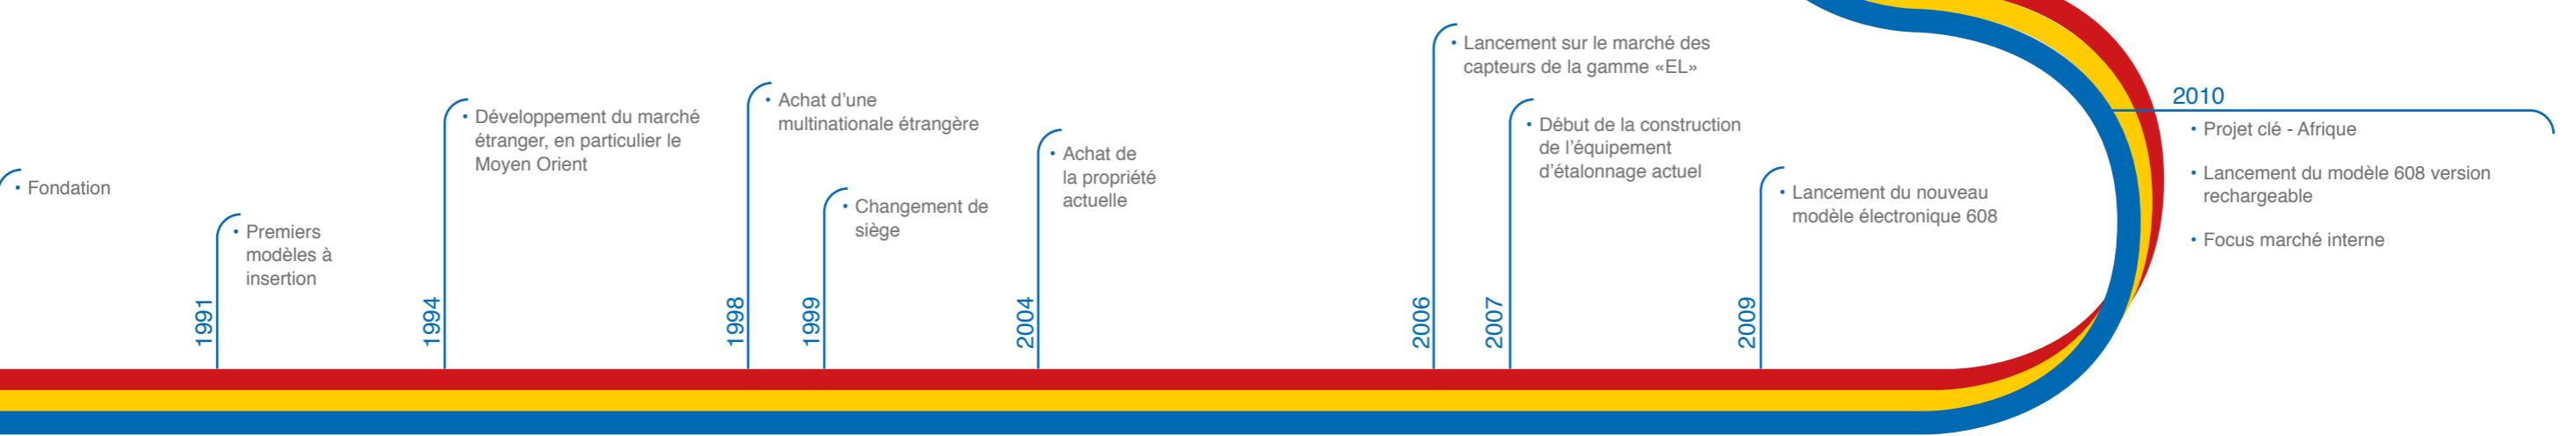 • Fondation
1991
• Premiers
modèles à
insertion
1994
• Développement du marché
étranger, en particulier le
Moyen Orient
1998
• Achat d’une
multinationale étrangère
1999
• Changement de
siège
2004
• Achat de
la propriété
actuelle
2006
• Lancement sur le marché des
capteurs de la gamme «EL»
2007
• Début de la construction
de l’équipement
d’étalonnage actuel
2009
• Lancement du nouveau
modèle électronique 608
2010
• Projet clé - Afrique
• Lancement du modèle 608 version
rechargeable
• Focus marché interne